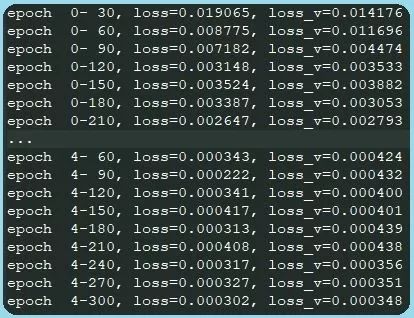 epoch  0- 30, loss=0.019065, loss_v=0.014176
epoch  0- 60, loss=0.008775, loss_v=0.011696
epoch  0- 90, loss=0.007182, loss_v=0.004474
epoch  0-120, loss=0.003148, loss_v=0.003533
epoch  0-150, loss=0.003524, loss_v=0.003882
epoch  0-180, loss=0.003387, loss_v=0.003053
epoch  0-210, loss=0.002647, loss_v=0.002793
...
epoch  4- 60, loss=0.000343, loss_v=0.000424
epoch  4- 90, loss=0.000222, loss_v=0.000432
epoch  4-120, loss=0.000341, loss_v=0.000400
epoch  4-150, loss=0.000417, loss_v=0.000401
epoch  4-180, loss=0.000313, loss_v=0.000439
epoch  4-210, loss=0.000408, loss_v=0.000438
epoch  4-240, loss=0.000317, loss_v=0.000356
epoch  4-270, loss=0.000327, loss_v=0.000351
epoch  4-300, loss=0.000302, loss_v=0.000348